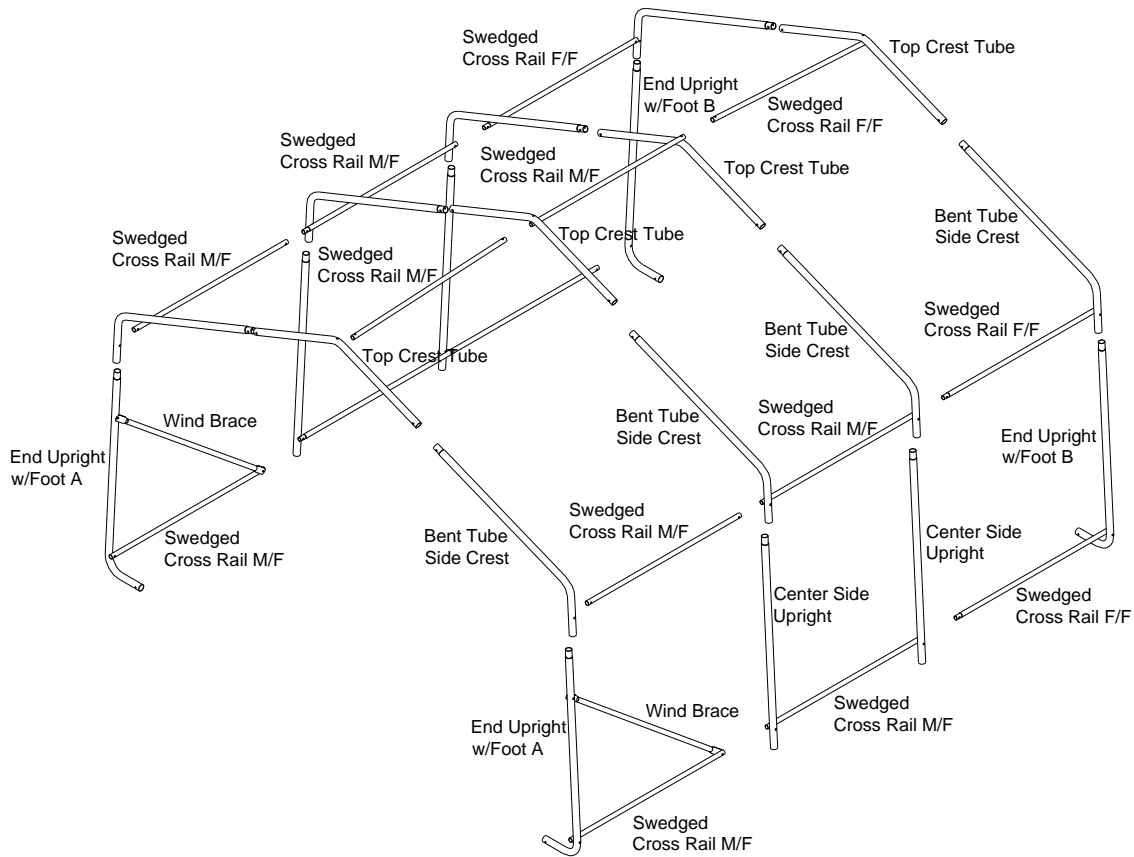 Swedged
Cross Rail F/F
Top Crest Tube
End Upright
w/Foot B
Swedged
Cross Rail F/F
Swedged
Cross Rail M/F
Swedged
Cross Rail M/F
Top Crest Tube
Bent Tube
Side Crest
Swedged
Cross Rail M/F
Swedged
Cross Rail M/F
Top Crest Tube
Swedged
Cross Rail F/F
Bent Tube
Side Crest
Top Crest Tube
Wind Brace
Bent Tube
Side Crest
Swedged
Cross Rail M/F
End Upright
w/Foot B
End Upright
w/Foot A
Swedged
Cross Rail M/F
Bent Tube
Side Crest
Swedged
Cross Rail M/F
Center Side
Upright
Center Side
Upright
Swedged
Cross Rail F/F
End Upright
w/Foot A
Wind Brace
Swedged
Cross Rail M/F
Swedged
Cross Rail M/F